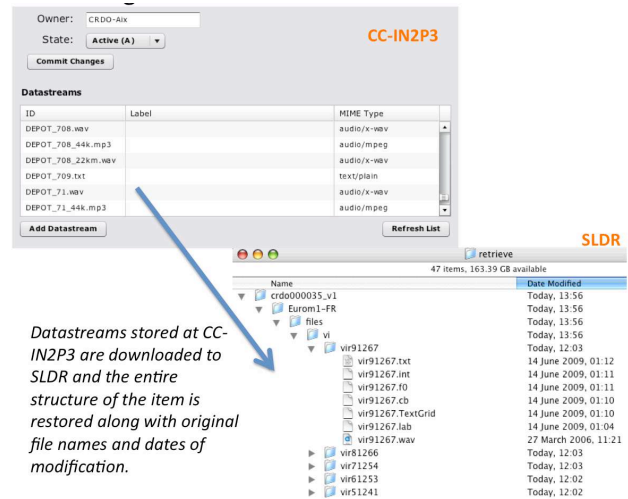 Owner: CRDO-Aix
State: Active (A)
CC-IN2P3
Commit Changes
Datastreams
ID Label MIME Type
DEPOT_708.wav audio/x-wav
DEPOT_708_44k.mp3 audio/mpeg
DEPOT_708_22km.wav audio/x-wav
DEPOT_709.txt text/plain
DEPOT_71.wav audio/x-wav
DEPOT_71_44k.mp3 audio/mpeg
Add Datastream Refresh List
SLDR
retrieve
47 items, 163.39 GB available
Name Date Modified
crdo000035_v1 Today, 13:56
Eurom1-FR Today, 13:56
files Today, 13:56
vi Today, 13:56
vir91267 Today, 12:03
vir91267.txt 14 June 2009, 01:12
vir91267.int 14 June 2009, 01:11
vir91267.f0 14 June 2009, 01:11
vir91267.cb 14 June 2009, 01:10
vir91267.TextGrid 14 June 2009, 01:10
vir91267.lab 14 June 2009, 01:04
vir91267.wav 27 March 2006, 11:21
vir81266 Today, 12:03
vir71254 Today, 12:03
vir61253 Today, 12:02
vir51241 Today, 12:02
Datastreams stored at CC-
IN2P3 are downloaded to
SLDR and the entire
structure of the item is
restored along with original
file names and dates of
modification.